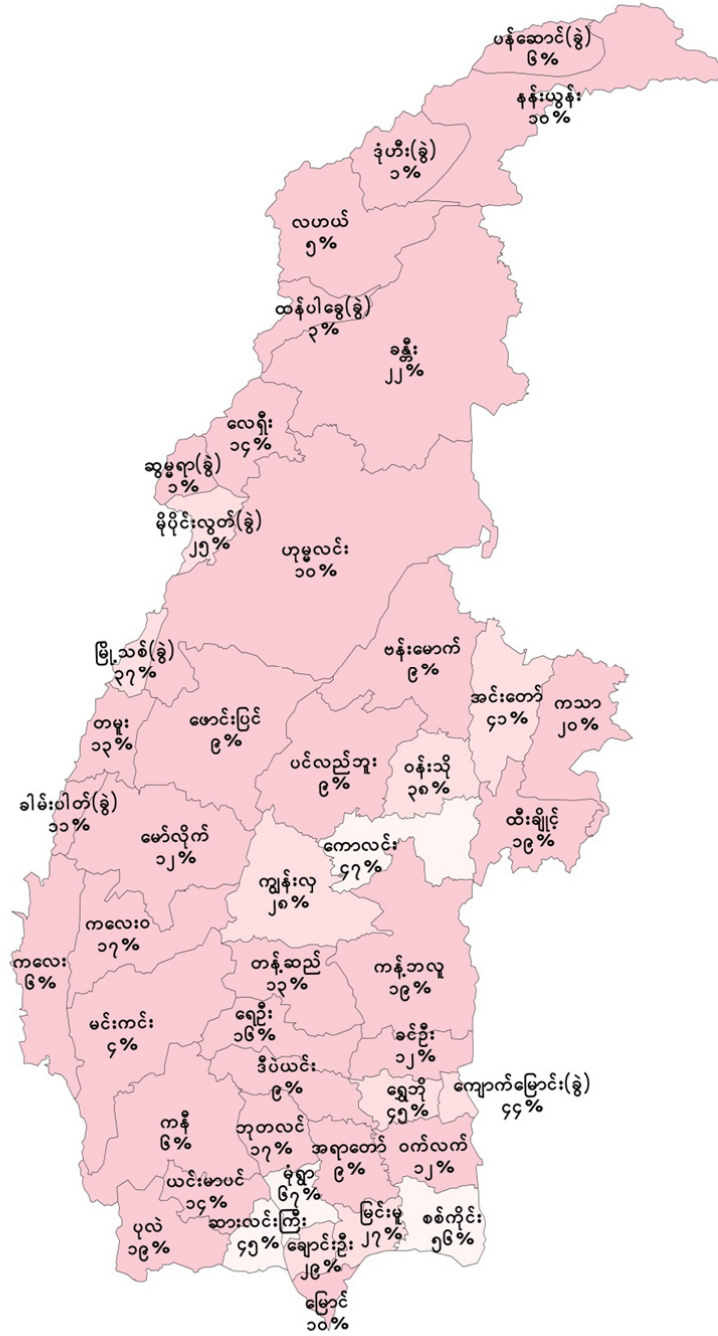 ပန်ဆောင်(ခွဲ)
၆%
နန်းယွန်း
၁၀%
ဒုံဟီး(ခွဲ)
၁%
လဟယ်
၅%
ထန်ပါခွေ(ခွဲ)
၃%
ခန္တီး
၂၂%
လေရှီး
၁၄%
ဆွမ္မရာ(ခွဲ)
၁%
မိုပိုင်းလွတ်(ခွဲ)
၂၅%
ဟုမ္မလင်း
၁၀%
မြို့သစ်(ခွဲ)
၃၇%
ဗန်းမောက်
၉%
အင်းတော်
၄၁%
ကသာ
၂၀%
တမူး
၁၃%
ဖောင်းပြင်
၉%
ပင်လည်ဘူး
၉%
ဝန်းသို
၃၈%
ခါမ်းပါတ်(ခွဲ)
၁၁%
မော်လိုက်
၁၂%
ကောလင်း
၄၇%
ထီးချိုင့်
၁၉%
ကျွန်းလှ
၂၈%
ကလေးဝ
၁၇%
ကလေး
၆%
တန့်ဆည်
၁၃%
ကန့်ဘလူ
၁၉%
မင်းကင်း
၄%
ရေဦး
၁၆%
ခင်ဦး
၁၂%
ဒီပဲယင်း
၉%
ရွှေဘို
၄၅%
ကျောက်မြောင်း(ခွဲ)
၄၄%
ကနီ
၆%
ဘုတလင်
၁၇%
အရာတော်
၉%
ဝက်လက်
၁၂%
ယင်းမာပင်
၁၄%
မုံရွာ
၆၇%
ပုလဲ
၁၉%
ဆားလင်းကြီး
၄၅%
ချောင်းဦး
၂၉%
မြင်းမူ
၂၇%
စစ်ကိုင်း
၅၆%
မြောင်
၁၀%